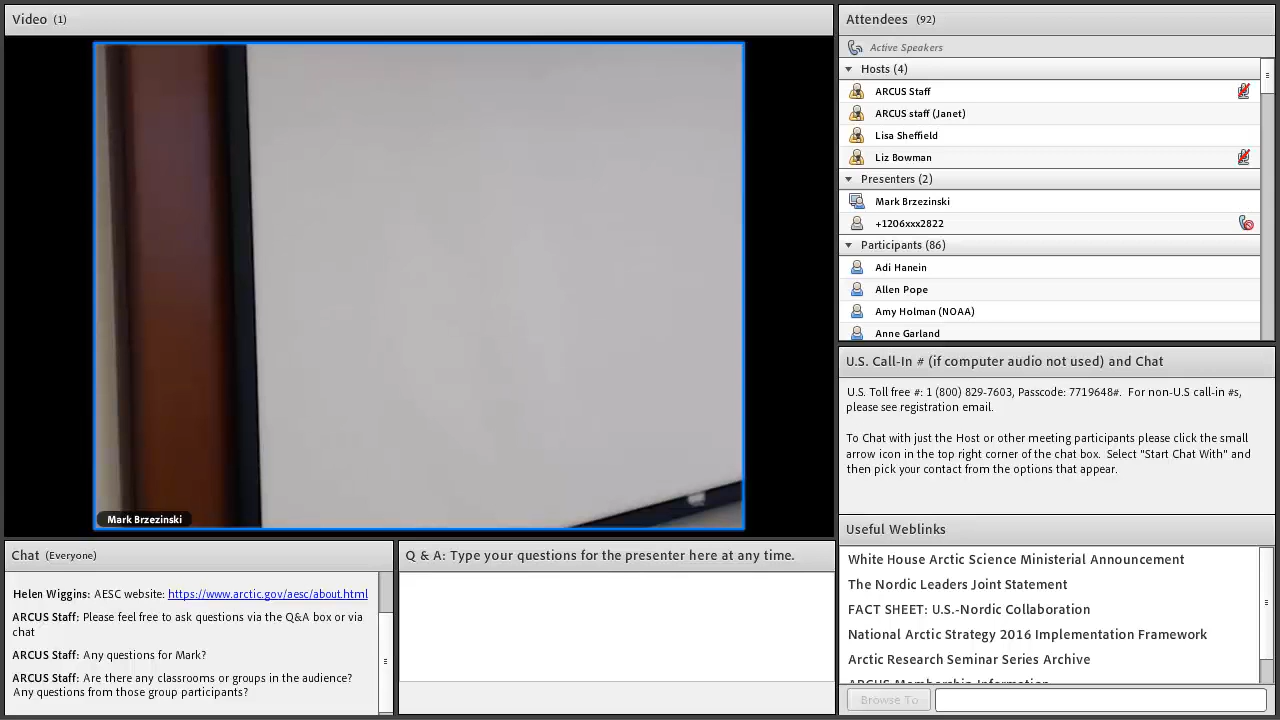 Video (1)
Mark Brzezinski
Attendees (92)
Active Speakers
Hosts (4)
ARCUS Staff
ARCUS staff (Janet)
Lisa Sheffield
Liz Bowman
Presenters (2)
Mark Brzezinski
+1206xxx2822
Participants (86)
Adi Hanein
Allen Pope
Amy Holman (NOAA)
Anne Garland
U.S. Call-In # (if computer audio not used) and Chat
U.S. Toll free #: 1 (800) 829-7603, Passcode: 7719648#. For non-U.S call-in #s,
please see registration email.
To Chat with just the Host or other meeting participants please click the small
arrow icon in the top right corner of the chat box. Select "Start Chat With" and
then pick your contact from the options that appear.
Chat (Everyone)
Helen Wiggins: AESC website: https://www.arctic.gov/aesc/about.html
ARCUS Staff: Please feel free to ask questions via the Q&A box or via
chat
ARCUS Staff: Any questions for Mark?
ARCUS Staff: Are there any classrooms or groups in the audience?
Any questions from those group participants?
Q & A: Type your questions for the presenter here at any time.
Useful Weblinks
White House Arctic Science Ministerial Announcement
The Nordic Leaders Joint Statement
FACT SHEET: U.S.-Nordic Collaboration
National Arctic Strategy 2016 Implementation Framework
Arctic Research Seminar Series Archive
ARCUS Membership Information
Browse To